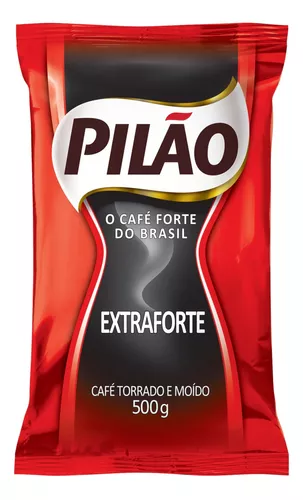 PILÃO
O CAFÉ FORTE
DO BRASIL
EXTRAFORTE
CAFÉ TORRADO E MOÍDO
500g